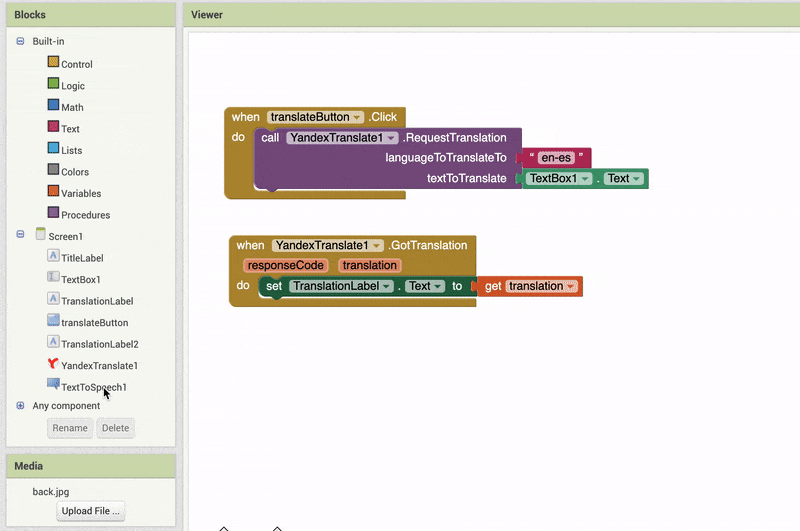 Blocks
Viewer
Built-in
Control
Logic
Math
Text
Lists
Colors
Variables
Procedures
Screen1
TitleLabel
TextBox1
TranslationLabel
translateButton
TranslationLabel2
YandexTranslate1
TextToSpeech1
Any component
Rename Delete
Media
back.jpg
Upload File ...
when translateButton .Click
do call YandexTranslate1 .RequestTranslation
languageToTranslateTo " en-es "
textToTranslate TextBox1 . Text
when YandexTranslate1 .GotTranslation
responseCode translation
do set TranslationLabel . Text to get translation